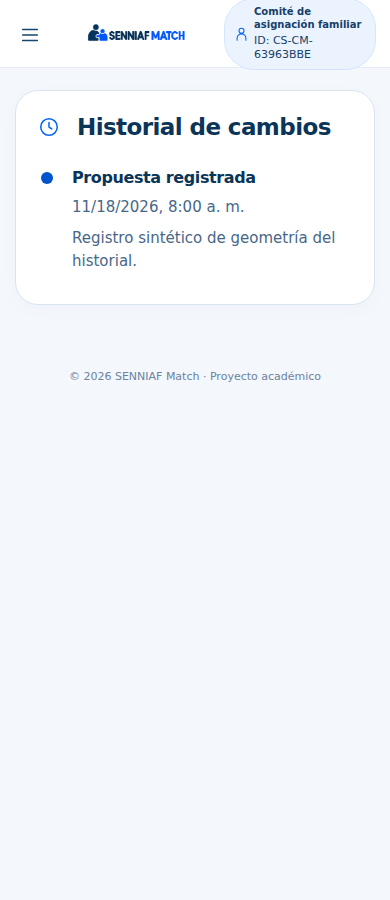 Comité de
asignación familiar
ID: CS-CM-
63963BBE
SENNIAF MATCH
Historial de cambios
Propuesta registrada
11/18/2026, 8:00 a. m.
Registro sintético de geometría del
historial.
© 2026 SENNIAF Match · Proyecto académico